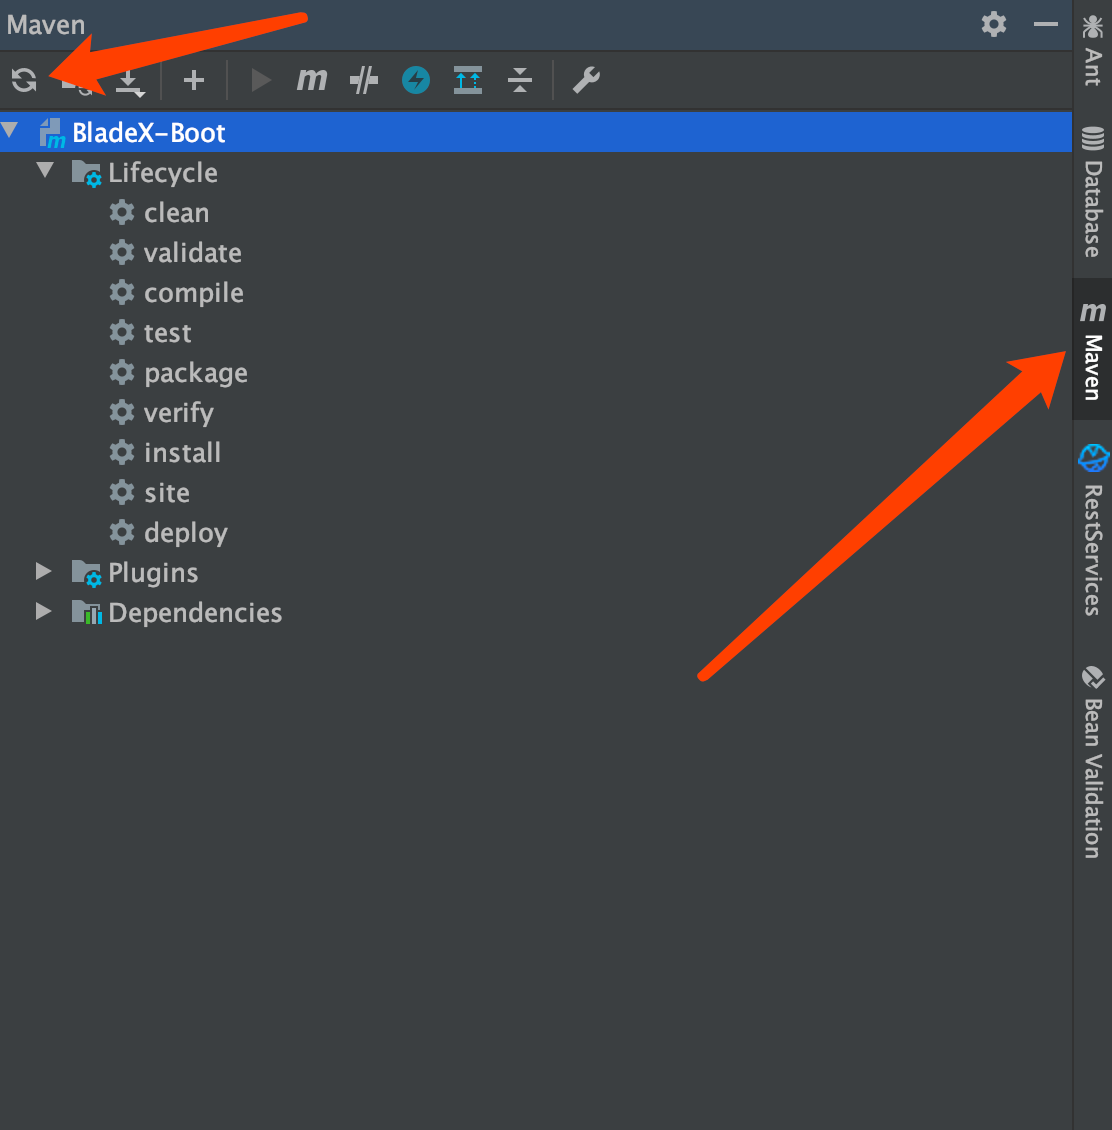 Maven
m
BladeX-Boot
Lifecycle
clean
validate
compile
test
package
verify
install
site
deploy
Plugins
Dependencies
Ant
Database
m
Maven
RestServices
Bean Validation